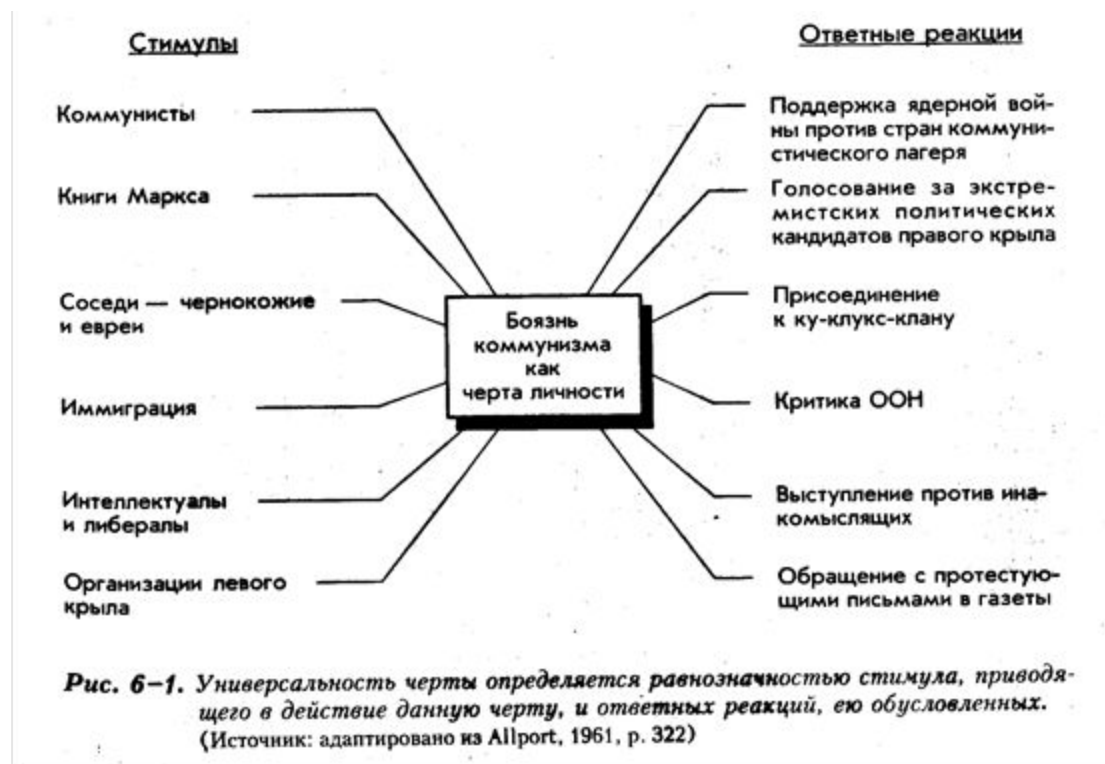 Стимулы
Коммунисты
Книги Маркса
Соседи — чернокожие
и евреи
Иммиграция
Интеллектуалы
и либералы
Организации левого
крыла
Боязнь
коммунизма
как
черта личности
Ответные реакции
Поддержка ядерной вой-
ны против стран коммуни-
стического лагеря
Голосование за экстре-
мистских политических
кандидатов правого крыла
Присоединение
к ку-клукс-клану
Критика ООН
Выступление против ина-
комыслящих
Обращение с протестую-
щими письмами в газеты
Рис. 6–1. Универсальность черты определяется равнозначностью стимула, приводя-
щего в действие данную черту, и ответных реакций, ею обусловленных.
(Источник: адаптировано из Allport, 1961, p. 322)